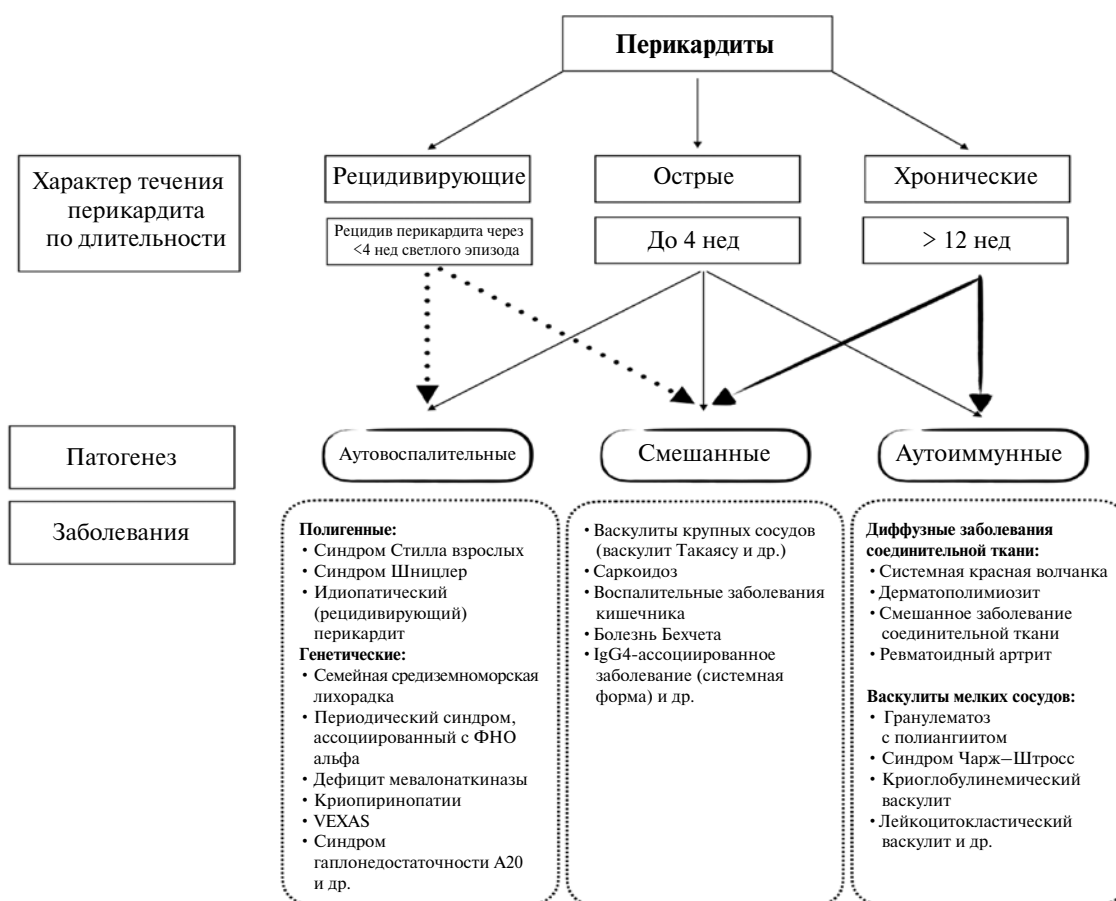 Перикардиты
Характер течения
перикардита
по длительности
Рецидивирующие
Острые
Хронические
Рецидив перикардита через
<4 нед светлого эпизода
До 4 нед
> 12 нед
Патогенез
Аутовоспалительные
Смешанные
Аутоиммунные
Заболевания
Полигенные:
• Синдром Стилла взрослых
• Синдром Шницлер
• Идиопатический
(рецидивирующий)
перикардит
Генетические:
• Семейная средиземноморская
лихорадка
• Периодический синдром,
ассоциированный с ФНО
альфа
• Дефицит мевалонаткиназы
• Криопиринопатии
• VEXAS
• Синдром
гаплонедостаточности А20
и др.
• Васкулиты крупных сосудов
(васкулит Такаясу и др.)
• Саркоидоз
• Воспалительные заболевания
кишечника
• Болезнь Бехчета
• IgG4-ассоциированное
заболевание (системная
форма) и др.
Диффузные заболевания
соединительной ткани:
• Системная красная волчанка
• Дерматополимиозит
• Смешанное заболевание
соединительной ткани
• Ревматоидный артрит
Васкулиты мелких сосудов:
• Гранулематоз
с полиангиитом
• Синдром Чарж–Штросс
• Криоглобулинемический
васкулит
• Лейкоцитокластический
васкулит и др.